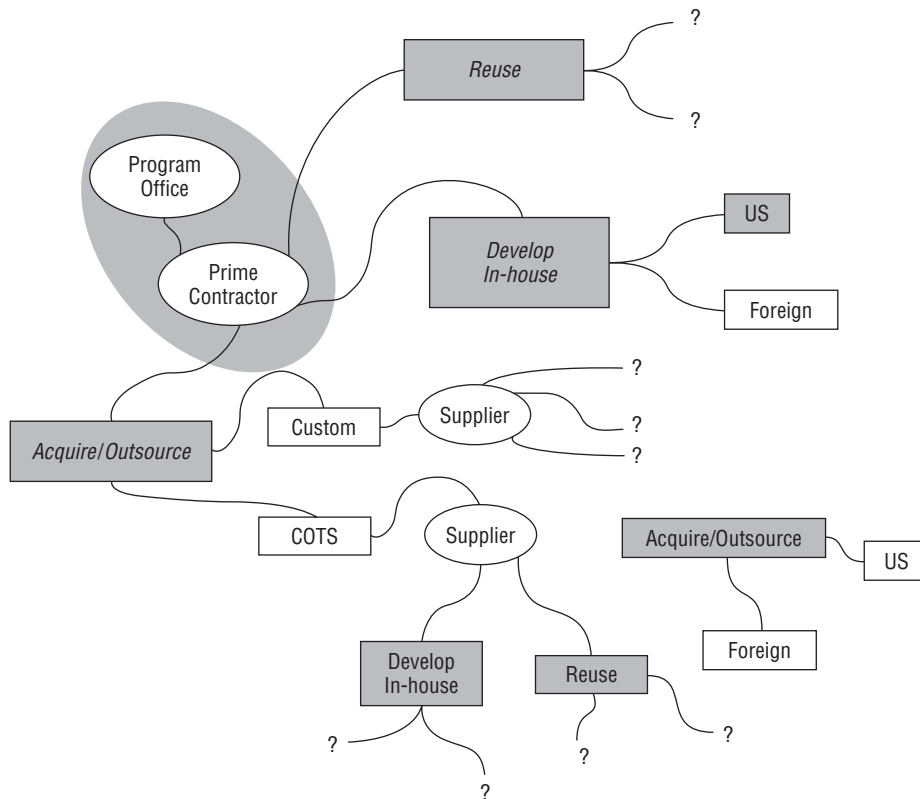 ?
Reuse
?
Program
Office
US
Develop
In-house
Prime
Contractor
Foreign
?
Custom
Supplier
?
Acquire/Outsource
?
COTS
Supplier
Acquire/Outsource
US
Foreign
Develop
In-house
Reuse
?
?
?
?